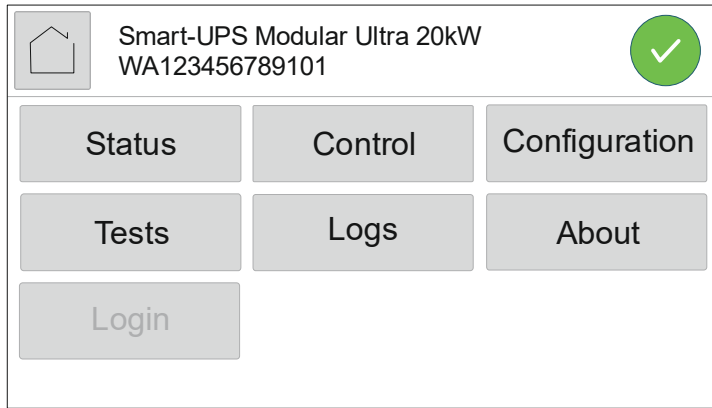 Smart-UPS Modular Ultra 20kW
WA123456789101
Status
Control
Configuration
Tests
Logs
About
Login